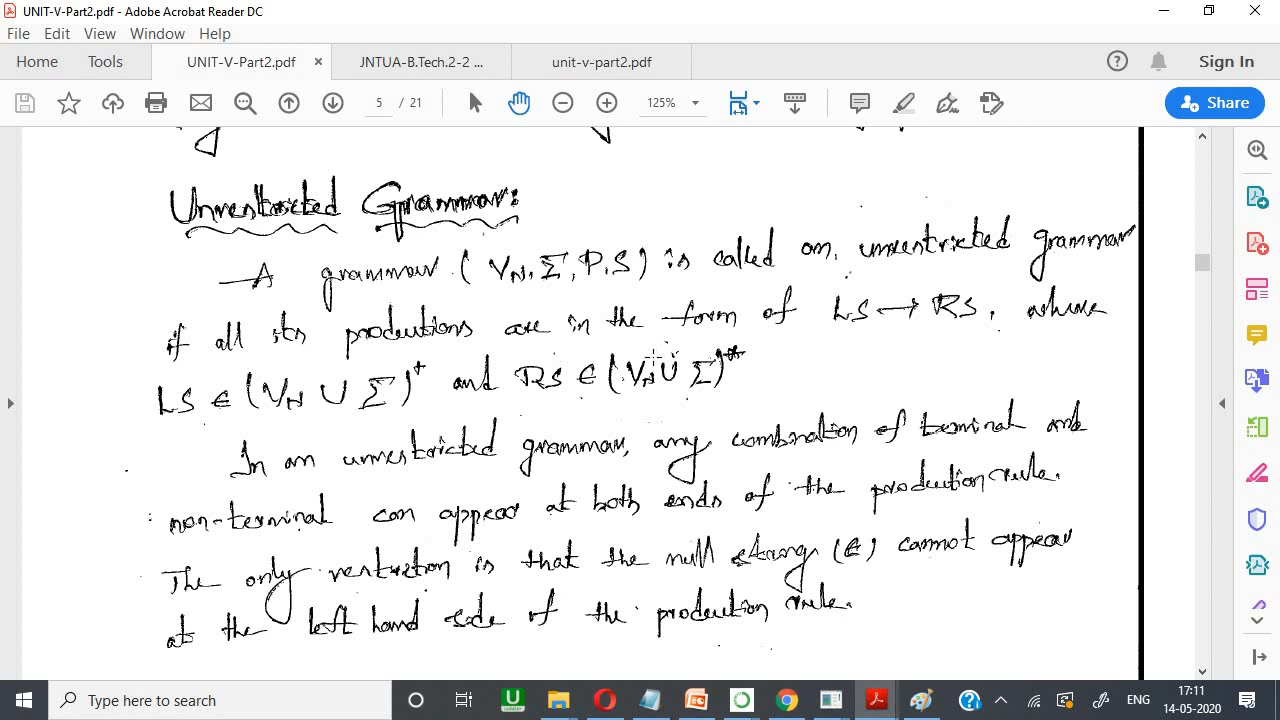 UNIT-V-Part2.pdf - Adobe Acrobat Reader DC
File Edit View Window Help
Home Tools UNIT-V-Part2.pdf × JNTUA-B.Tech.2-2 ... unit-v-part2.pdf Sign In
5 / 21 125% Share
Unrestricted Grammar:
A grammar (VN, Σ, P, S) is called an unrestricted grammar
if all its productions are in the form of LS → RS, where
LS ∈ (VN ∪ Σ)+ and RS ∈ (VN ∪ Σ)*
In an unrestricted grammar, any combination of terminal and
non-terminal can appear at both ends of the production rule.
The only restriction is that the null string (ϵ) cannot appear
at the left hand side of the production rule.
Type here to search
ENG
17:11
14-05-2020